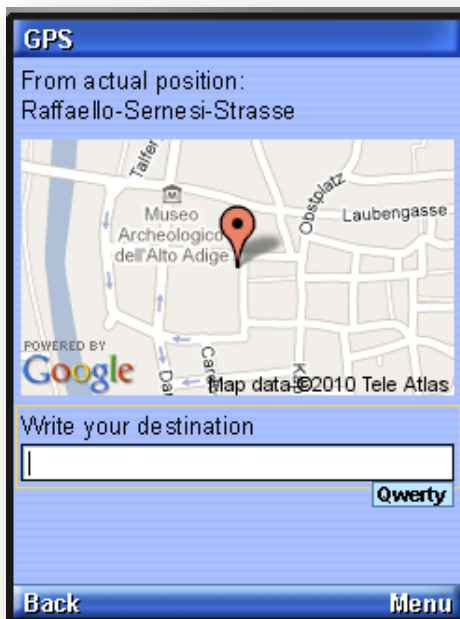 GPS
From actual position:
Raffaello-Sernesi-Strasse
Talfer
Obstplatz
Museo
Archeologico
dell'Alto Adige
Laubengasse
POWERED BY
Google
Map data ©2010 Tele Atlas
Write your destination
Qwerty
Back
Menu